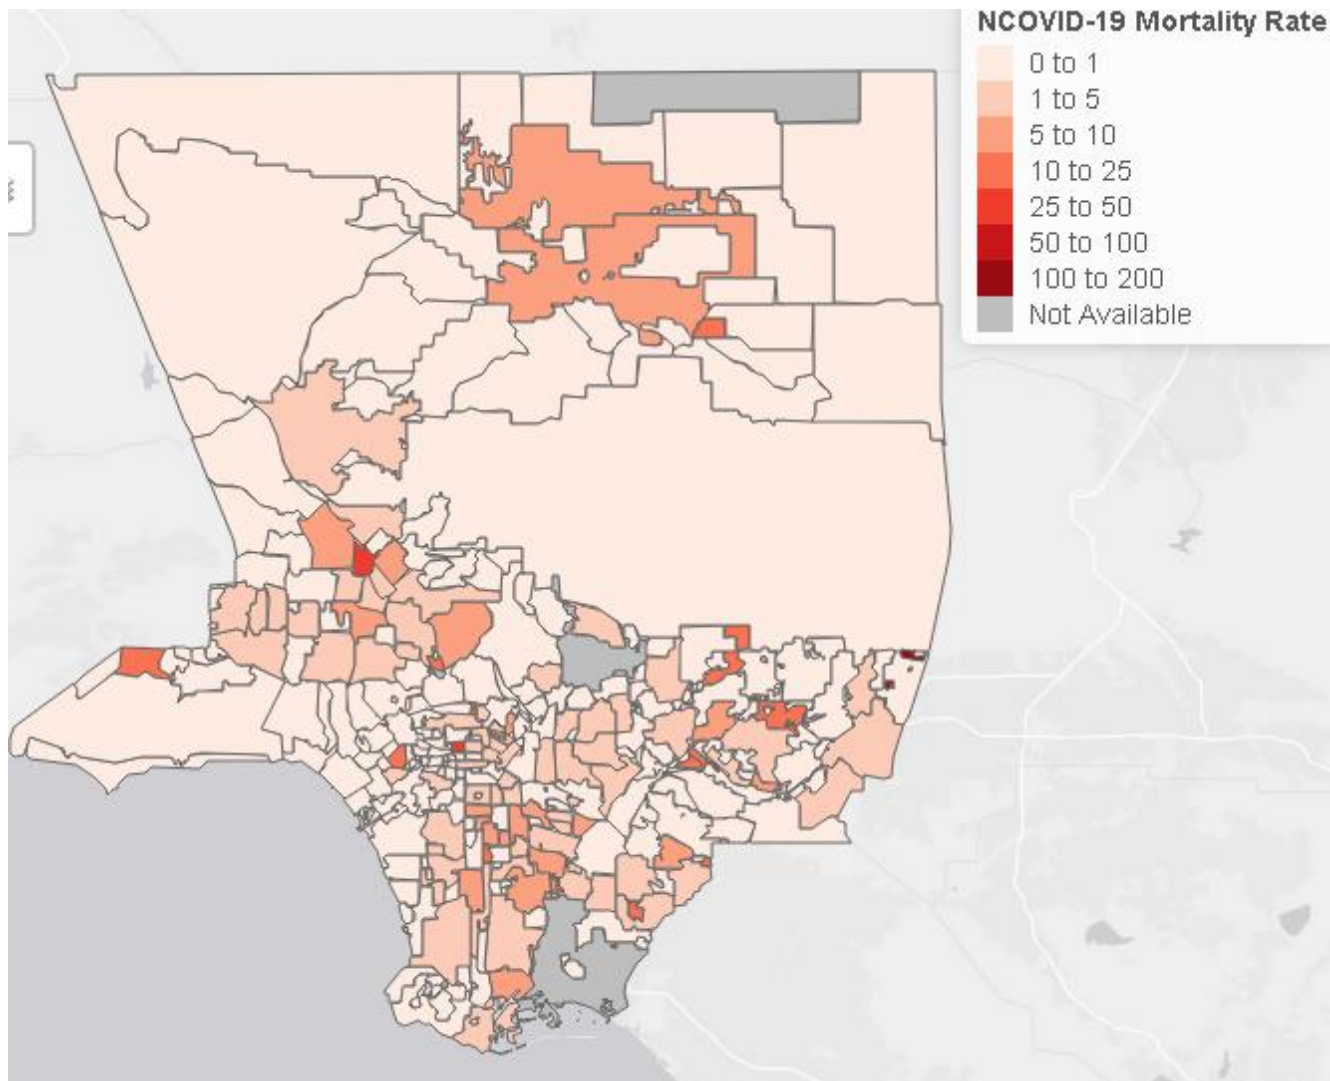 NCOVID-19 Mortality Rate
0 to 1
1 to 5
5 to 10
10 to 25
25 to 50
50 to 100
100 to 200
Not Available